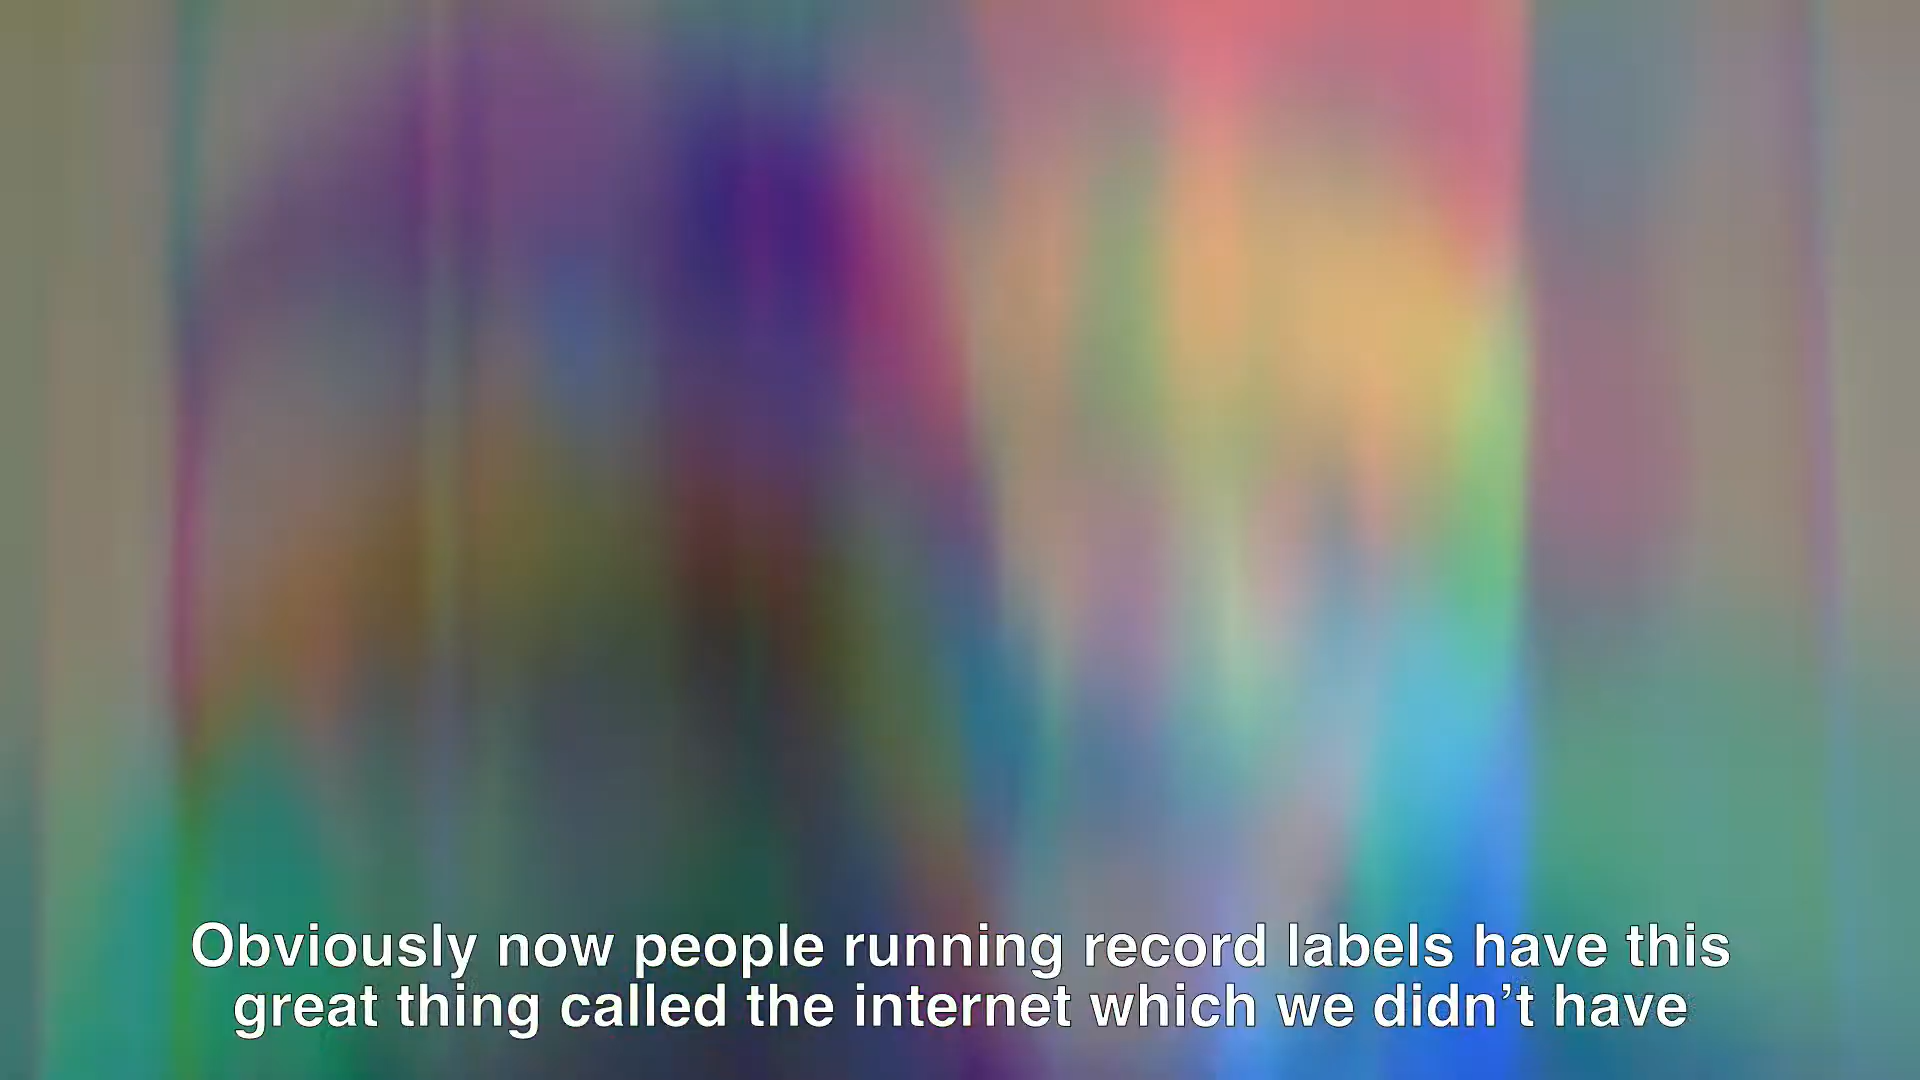 Obviously now people running record labels have this
great thing called the internet which we didn’t have